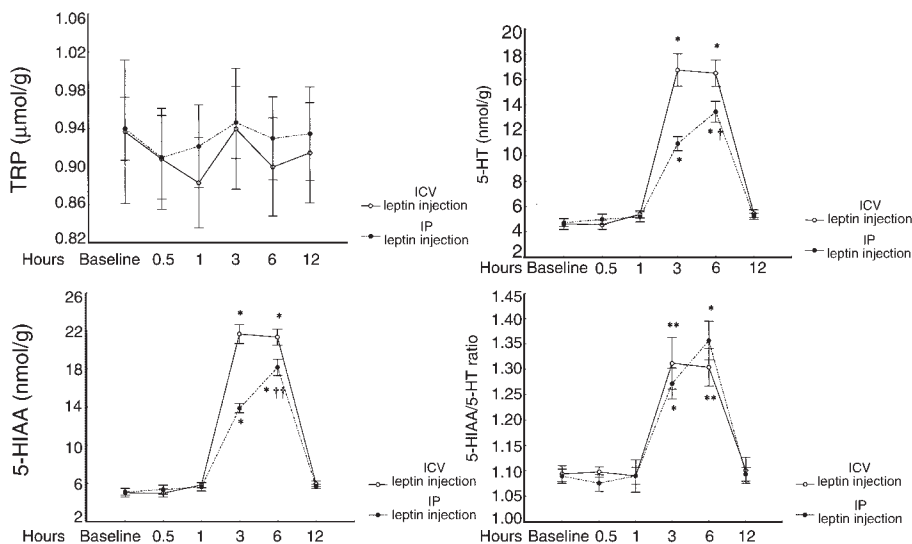 TRP (μmol/g)
1.06
1.02
0.98
0.94
0.90
0.86
0.82
ICV
leptin injection
IP
leptin injection
Hours Baseline 0.5 1 3 6 12
5-HT (nmol/g)
20
18
16
14
12
10
8
6
4
2
* *
* †
*
ICV
leptin injection
IP
leptin injection
Hours Baseline 0.5 1 3 6 12
5-HIAA (nmol/g)
26
22
18
14
10
6
2
* *
* ††
*
ICV
leptin injection
IP
leptin injection
Hours Baseline 0.5 1 3 6 12
5-HIAA/5-HT ratio
1.45
1.40
1.35
1.30
1.25
1.20
1.15
1.10
1.05
1.00
*
**
**
*
ICV
leptin injection
IP
leptin injection
Hours Baseline 0.5 1 3 6 12